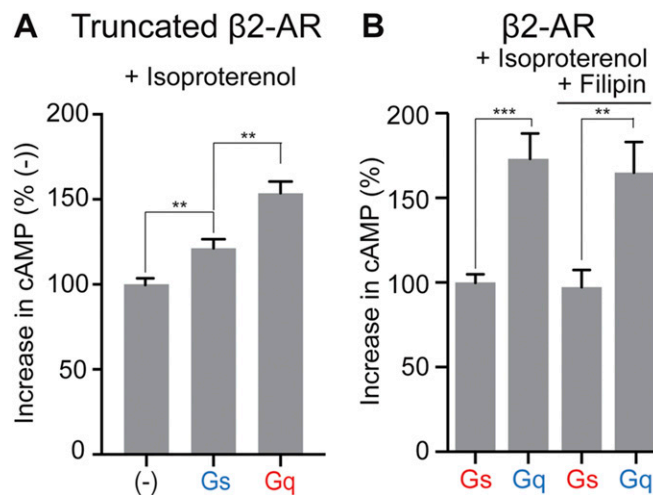 A Truncated β2-AR
+ Isoproterenol
Increase in cAMP (% (-)
200
150
100
50
0
**
**
(-) Gs Gq
B β2-AR
+ Isoproterenol
+ Filipin
Increase in cAMP (%)
200
150
100
50
0
***
**
Gs Gq Gs Gq